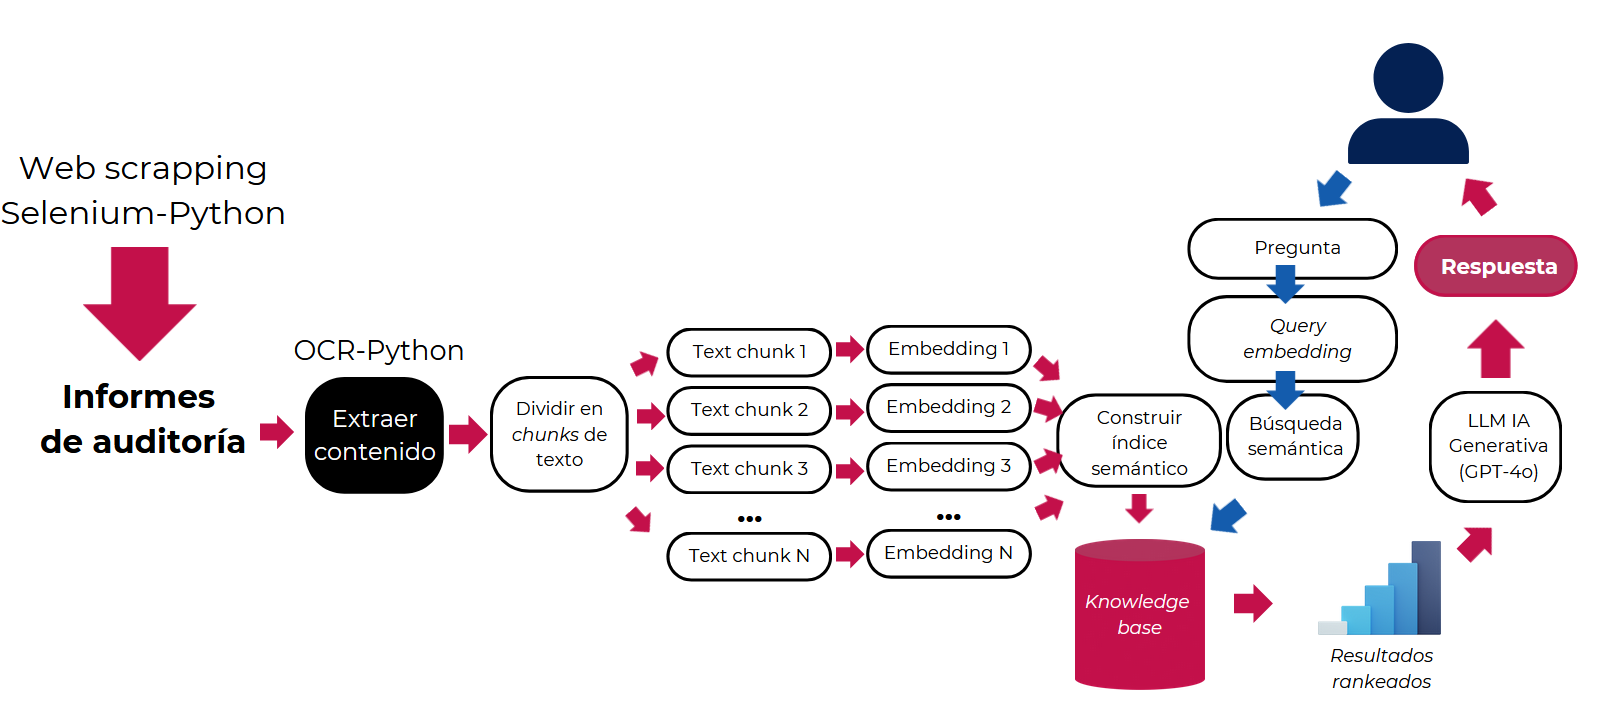 Web scrapping
Selenium-Python
Informes
de auditoría
OCR-Python
Extraer
contenido
Dividir en
chunks de
texto
Text chunk 1
Text chunk 2
Text chunk 3
...
Text chunk N
Embedding 1
Embedding 2
Embedding 3
...
Embedding N
Construir
índice
semántico
Knowledge
base
Pregunta
Query
embedding
Búsqueda
semántica
Resultados
rankeados
LLM IA
Generativa
(GPT-4o)
Respuesta